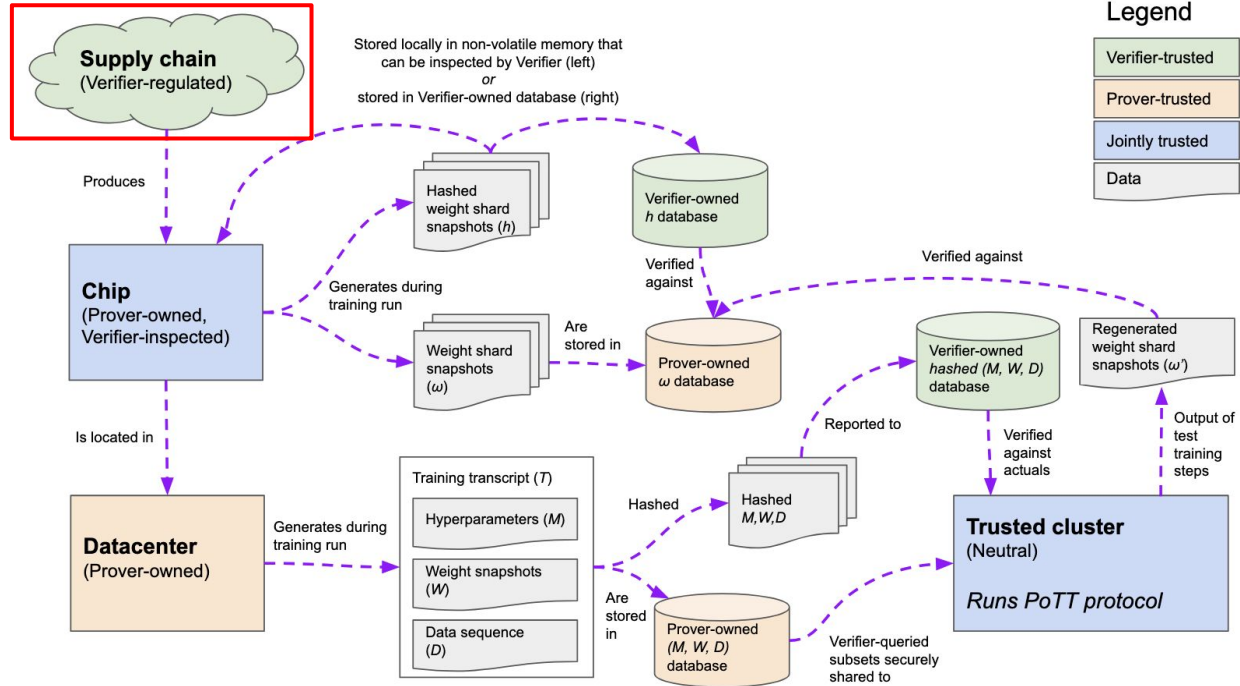 Supply chain
(Verifier-regulated)
Stored locally in non-volatile memory that
can be inspected by Verifier (left)
or
stored in Verifier-owned database (right)
Legend
Verifier-trusted
Prover-trusted
Jointly trusted
Data
Produces
Hashed
weight shard
snapshots (h)
Verifier-owned
h database
Chip
(Prover-owned,
Verifier-inspected)
Generates during
training run
Verified
against
Verified against
Weight shard
snapshots
(ω)
Are
stored in
Prover-owned
ω database
Verifier-owned
hashed (M, W, D)
database
Regenerated
weight shard
snapshots (ω')
Is located in
Reported to
Verified
against
actuals
Output of
test
training
steps
Training transcript (T)
Hyperparameters (M)
Weight snapshots
(W)
Data sequence
(D)
Generates during
training run
Hashed
Hashed
M,W,D
Datacenter
(Prover-owned)
Are
stored
in
Prover-owned
(M, W, D)
database
Verifier-queried
subsets securely
shared to
Trusted cluster
(Neutral)
Runs PoTT protocol